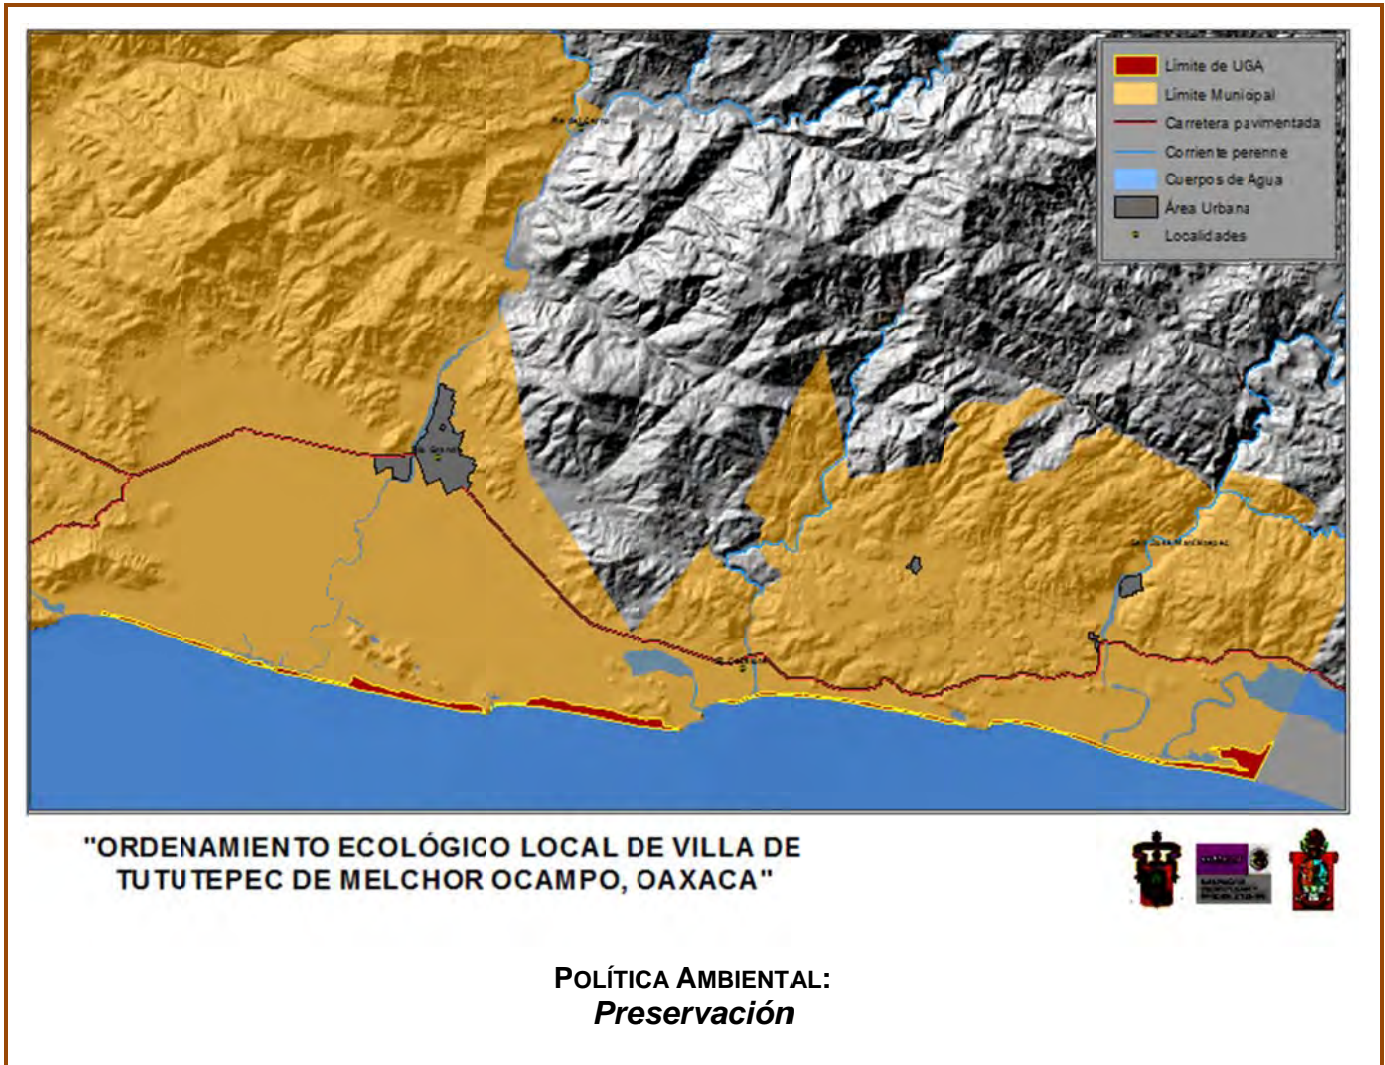 Límite de UGA
Límite Municipal
Carretera pavimentada
Corriente perenne
Cuerpos de Agua
Área Urbana
Localidades
"ORDENAMIENTO ECOLÓGICO LOCAL DE VILLA DE
TUTUTEPEC DE MELCHOR OCAMPO, OAXACA"
POLÍTICA AMBIENTAL:
Preservación